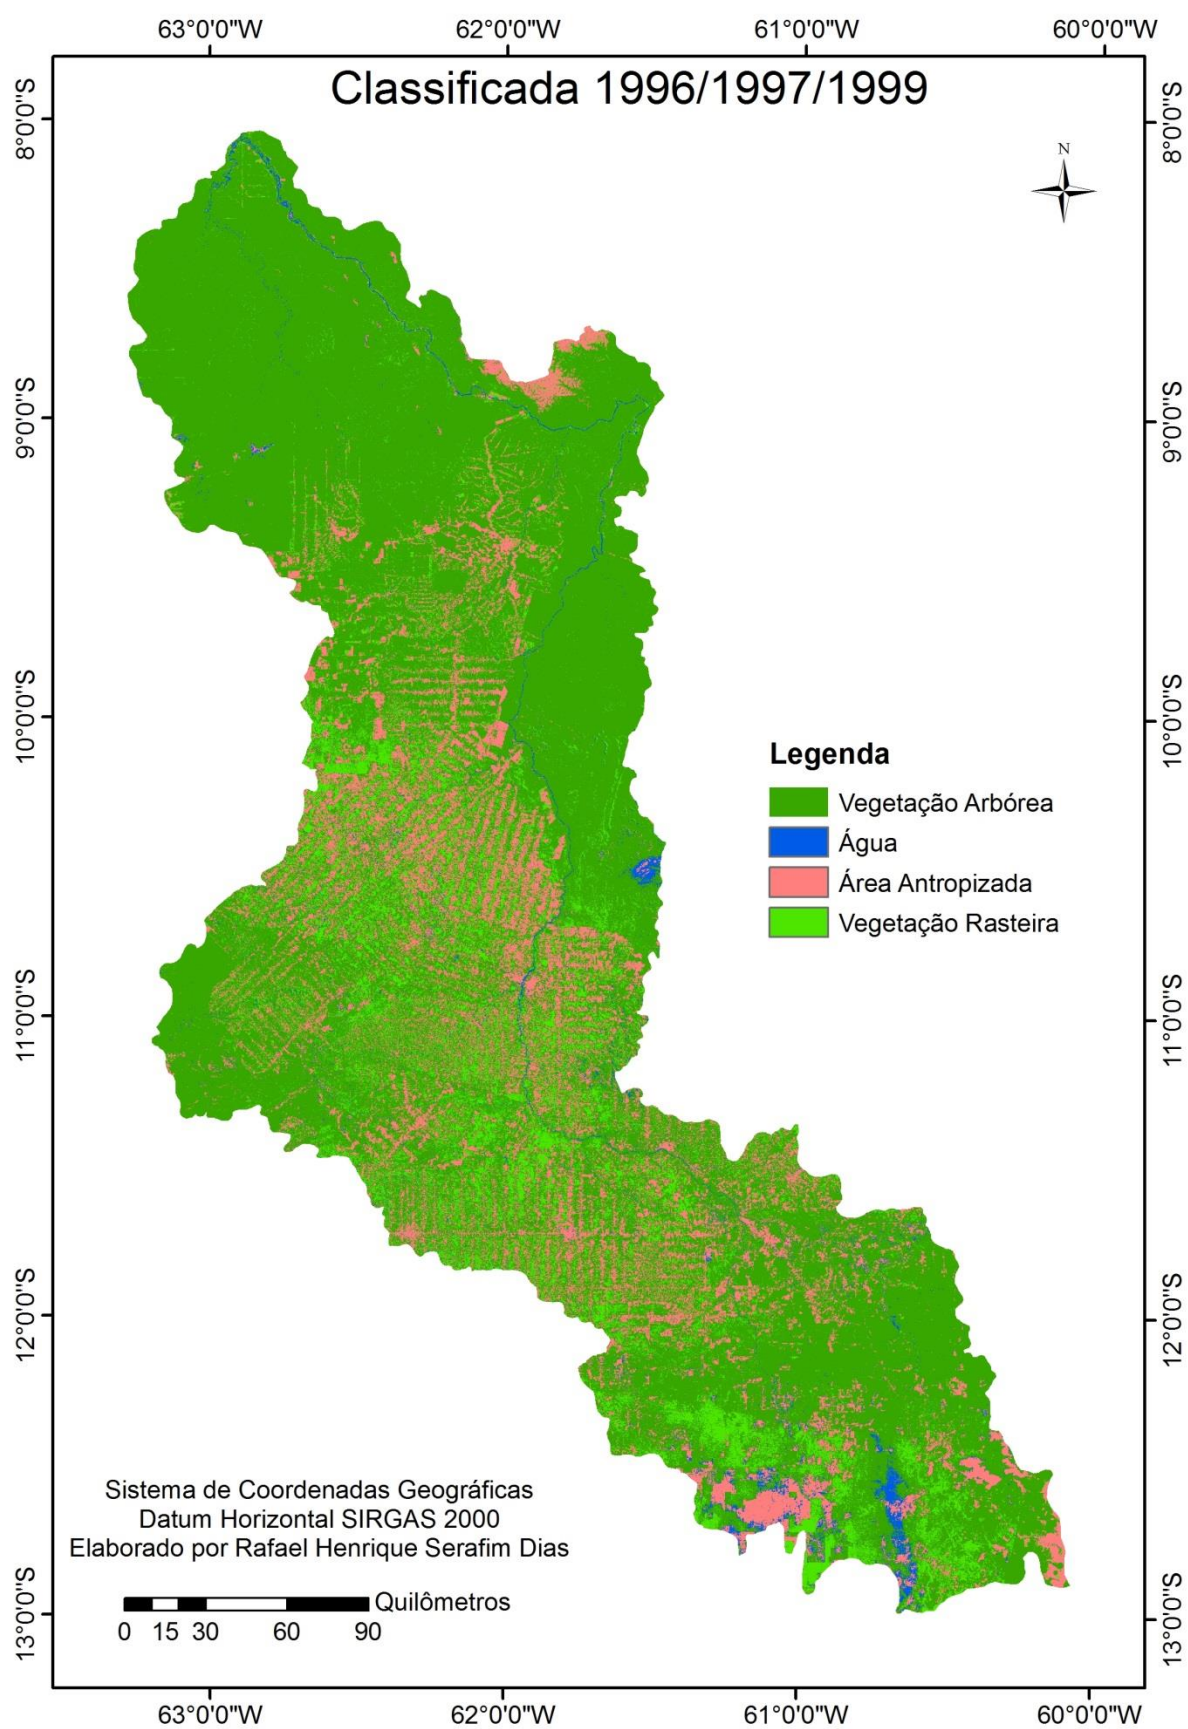 63°0'0"W 62°0'0"W 61°0'0"W 60°0'0"W
Classificada 1996/1997/1999
N
8°0'0"S 8°0'0"S
9°0'0"S 9°0'0"S
10°0'0"S 10°0'0"S
Legenda
Vegetação Arbórea
Água
Área Antropizada
Vegetação Rasteira
11°0'0"S 11°0'0"S
12°0'0"S 12°0'0"S
Sistema de Coordenadas Geográficas
Datum Horizontal SIRGAS 2000
Elaborado por Rafael Henrique Serafim Dias
Quilômetros
0 15 30 60 90
13°0'0"S 13°0'0"S
63°0'0"W 62°0'0"W 61°0'0"W 60°0'0"W